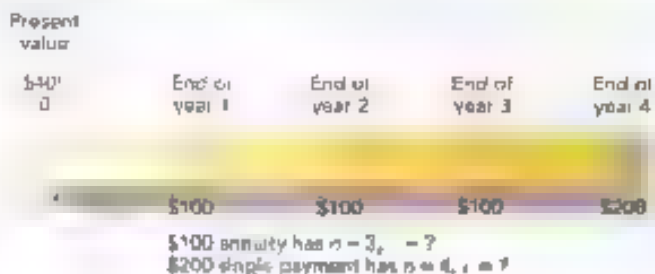 Present
value
End of End of End of End of
year 1 year 2 year 3 year 4
$100 $100 $100 $200
$100 annuity has n = 3, = ?
$200 single payment has n = 4, = ?